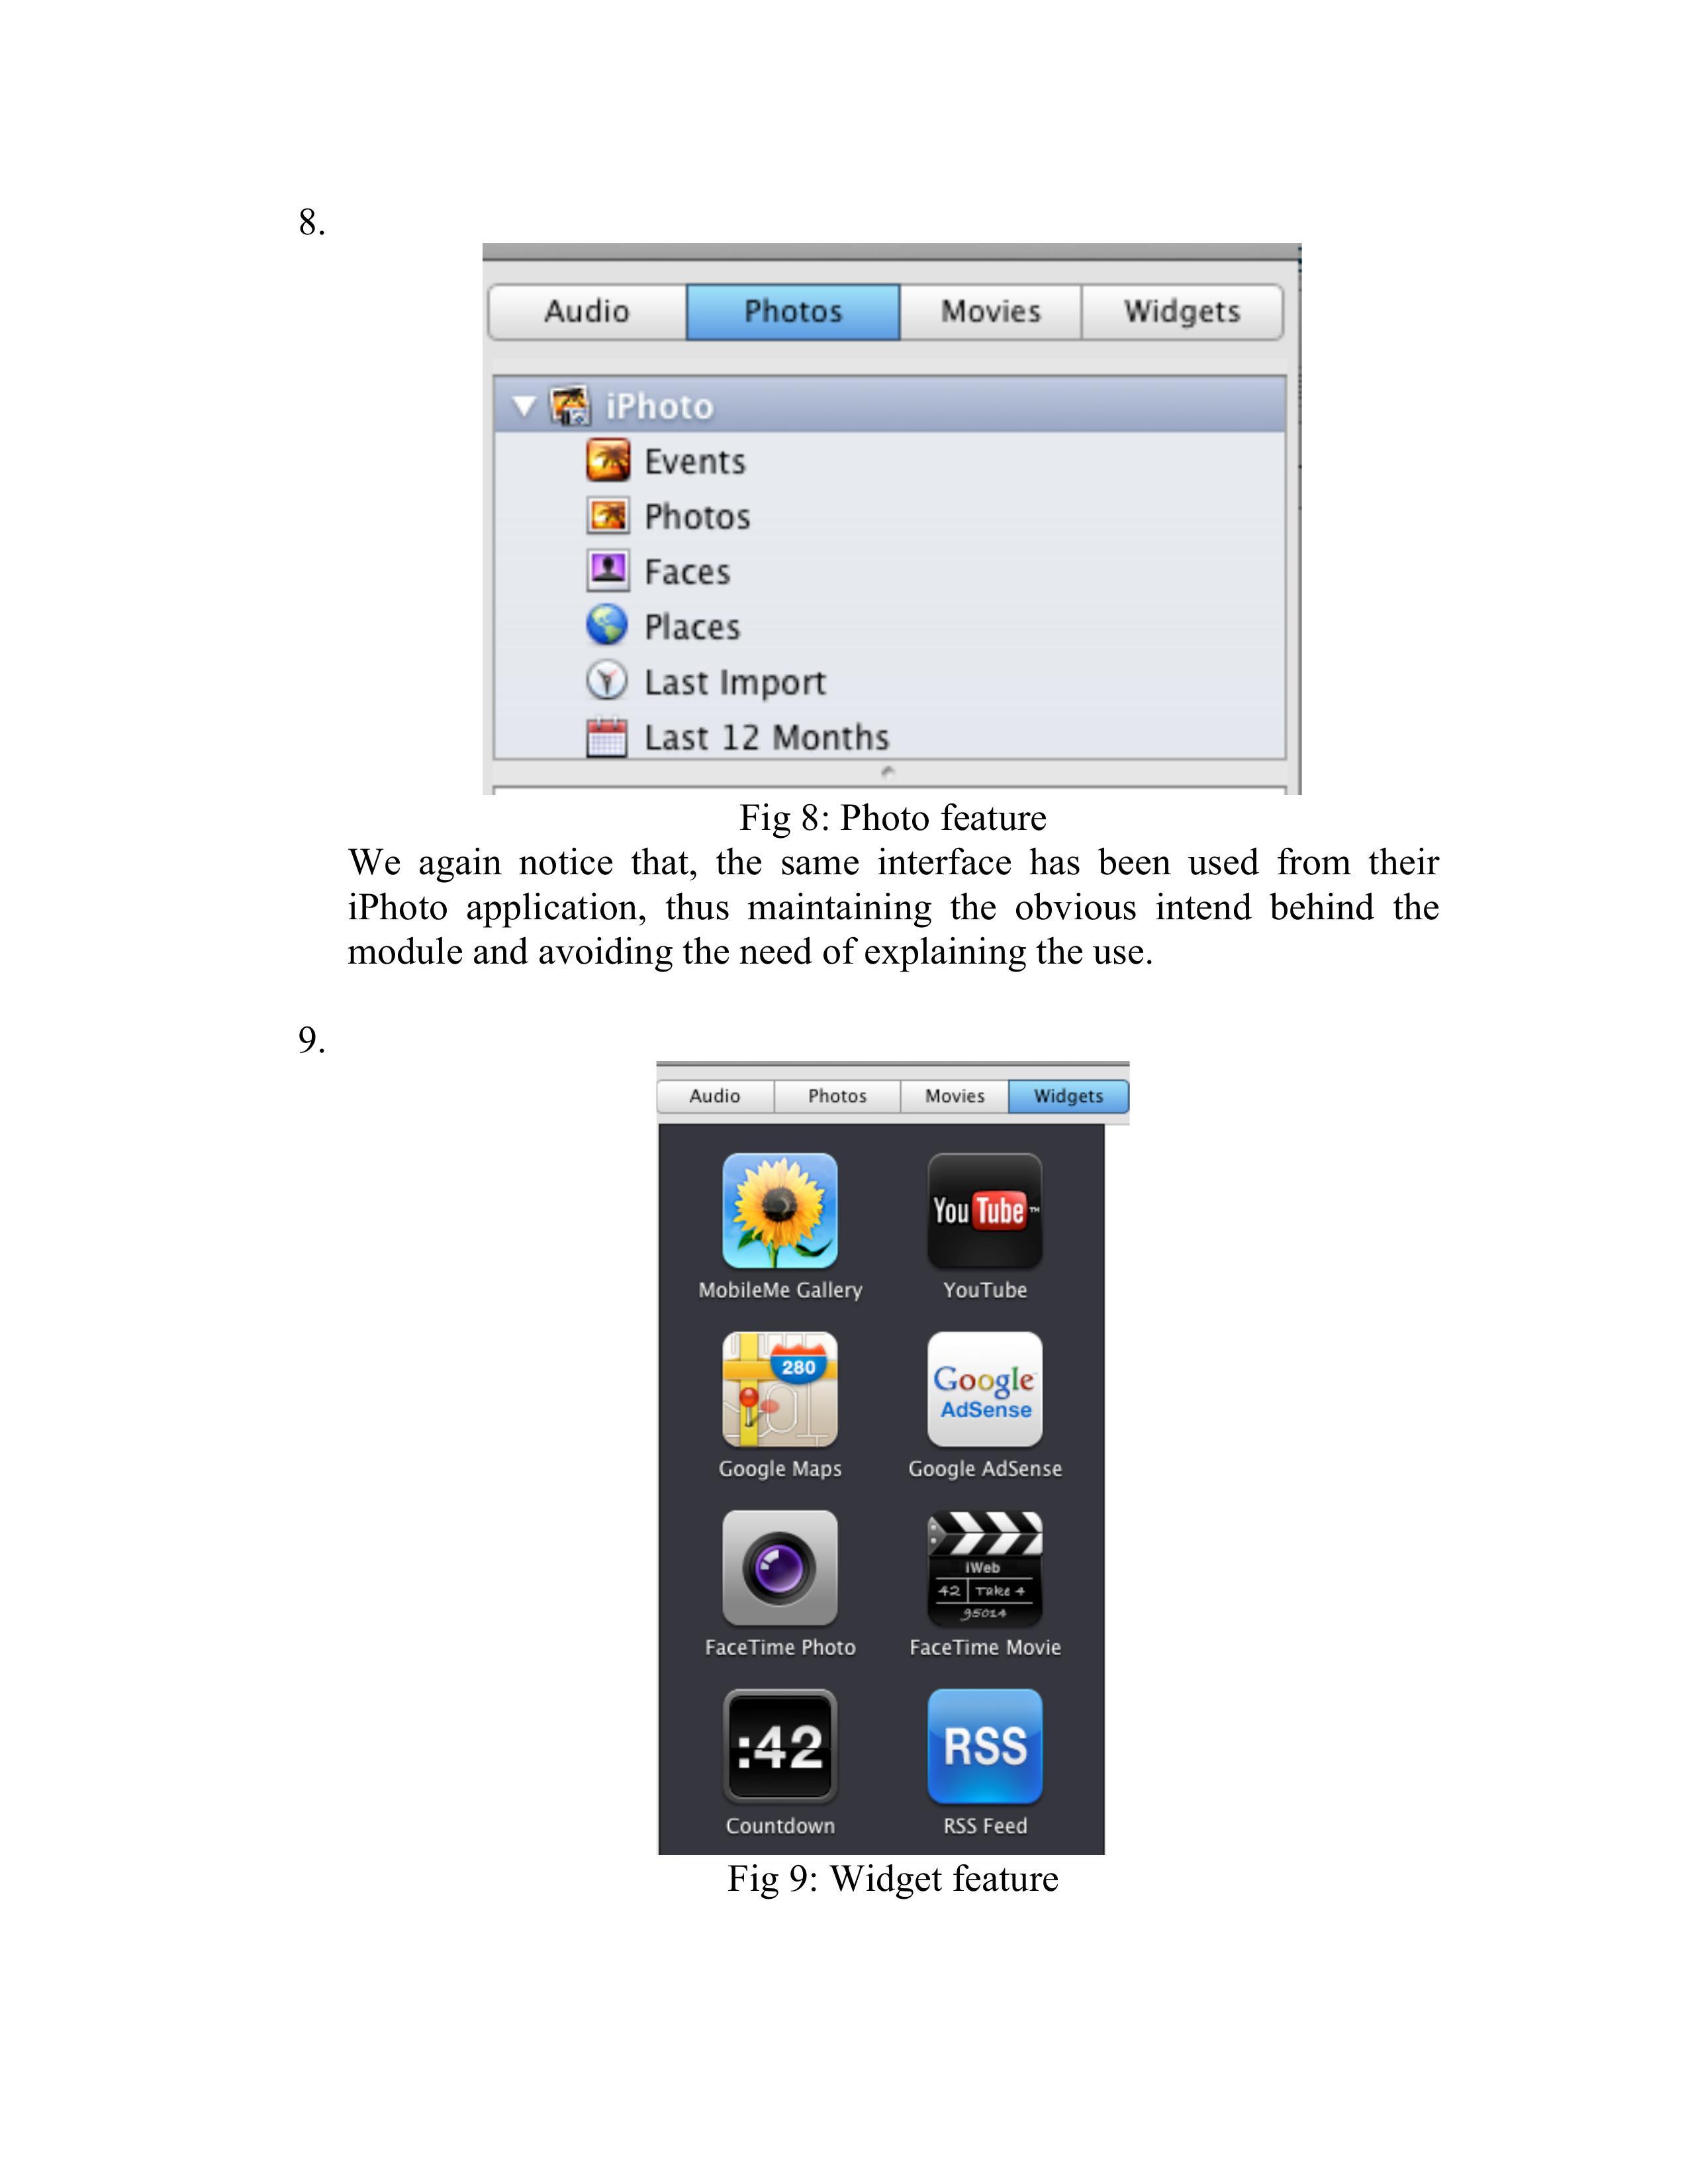 8.
Audio Photos Movies Widgets
iPhoto
Events
Photos
Faces
Places
Last Import
Last 12 Months
Fig 8: Photo feature
We again notice that, the same interface has been used from their
iPhoto application, thus maintaining the obvious intend behind the
module and avoiding the need of explaining the use.
9.
Audio Photos Movies Widgets
YouTube™
MobileMe Gallery YouTube
280
Google
AdSense
Google Maps Google AdSense
iWeb
42 Take 4
95014
FaceTime Photo FaceTime Movie
:42 RSS
Countdown RSS Feed
Fig 9: Widget feature